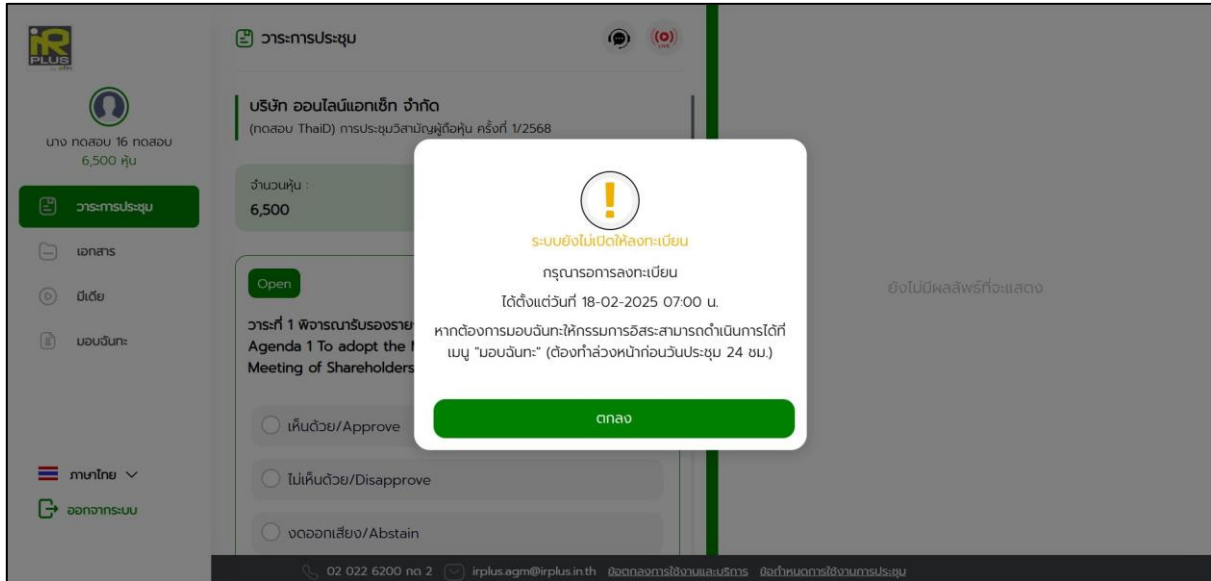 iR
PLUS
นาง ทดสอบ 16 ทดสอบ
6,500 หุ้น
วาระการประชุม
เอกสาร
มีเดีย
มอบฉันทะ
ภาษาไทย
ออกจากระบบ
วาระการประชุม
LIVE
บริษัท ออนไลน์แอทเซ็ท จำกัด
(ทดสอบ ThaiD) การประชุมวิสามัญผู้ถือหุ้น ครั้งที่ 1/2568
จำนวนหุ้น :
6,500
Open
วาระที่ 1 พิจารณารับรองราย
Agenda 1 To adopt the
Meeting of Shareholders
เห็นด้วย/Approve
ไม่เห็นด้วย/Disapprove
งดออกเสียง/Abstain
!
ระบบยังไม่เปิดให้ลงทะเบียน
กรุณารอการลงทะเบียน
ได้ตั้งแต่วันที่ 18-02-2025 07:00 น.
หากต้องการมอบฉันทะให้กรรมการอิสระสามารถดำเนินการได้ที่
เมนู "มอบฉันทะ" (ต้องทำล่วงหน้าก่อนวันประชุม 24 ชม.)
ตกลง
ยังไม่มีผลลัพธ์ที่จะแสดง
02 022 6200 กด 2 irplus.agm@irplus.in.th ข้อตกลงการใช้งานและบริการ ข้อกำหนดการใช้งานการประชุม